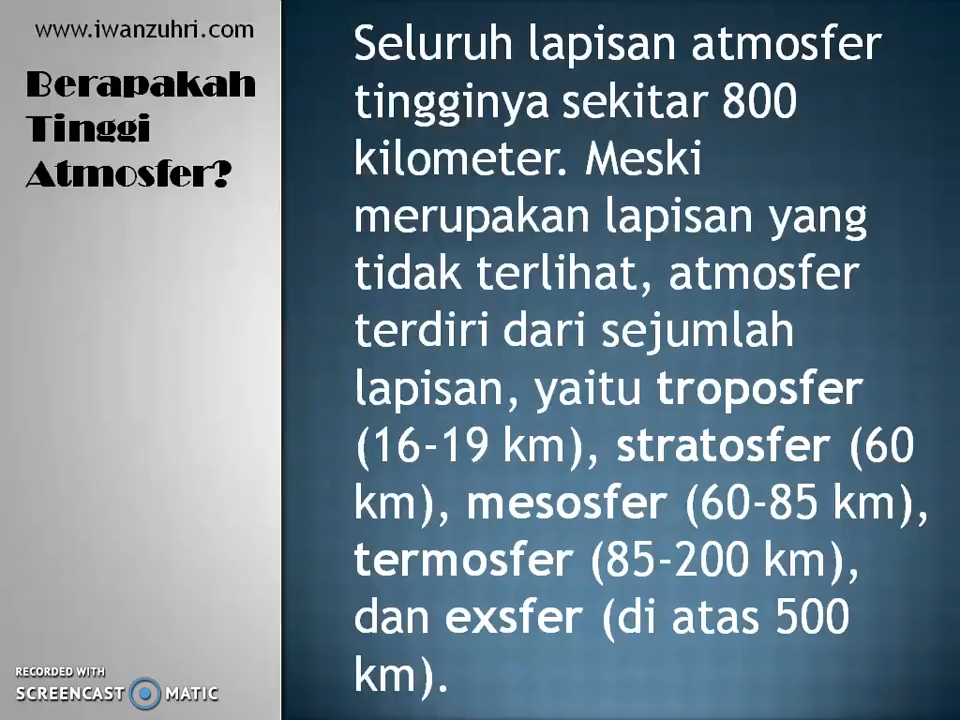 www.iwanzuhri.com
Berapakah
Tinggi
Atmosfer?
Seluruh lapisan atmosfer
tingginya sekitar 800
kilometer. Meski
merupakan lapisan yang
tidak terlihat, atmosfer
terdiri dari sejumlah
lapisan, yaitu troposfer
(16-19 km), stratosfer (60
km), mesosfer (60-85 km),
termosfer (85-200 km),
dan exsfer (di atas 500
km).
RECORDED WITH
SCREENCAST MATIC